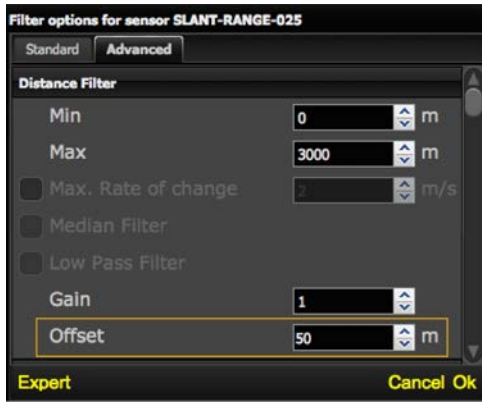 Filter options for sensor SLANT-RANGE-025
Standard Advanced
Distance Filter
Min 0 m
Max 3000 m
Max. Rate of change 2 m/s
Median Filter
Low Pass Filter
Gain 1
Offset 50 m
Expert Cancel Ok